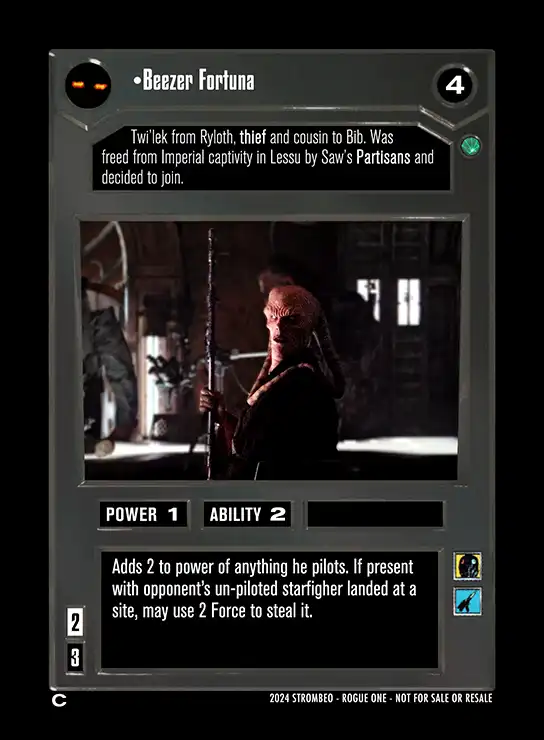 •Beezer Fortuna
4
Twi'lek from Ryloth, thief and cousin to Bib. Was
freed from Imperial captivity in Lessu by Saw's Partisans and
decided to join.
POWER 1 ABILITY 2
Adds 2 to power of anything he pilots. If present
with opponent's un-piloted starfigher landed at a
site, may use 2 Force to steal it.
2
3
C
2024 STROMBEO - ROGUE ONE - NOT FOR SALE OR RESALE